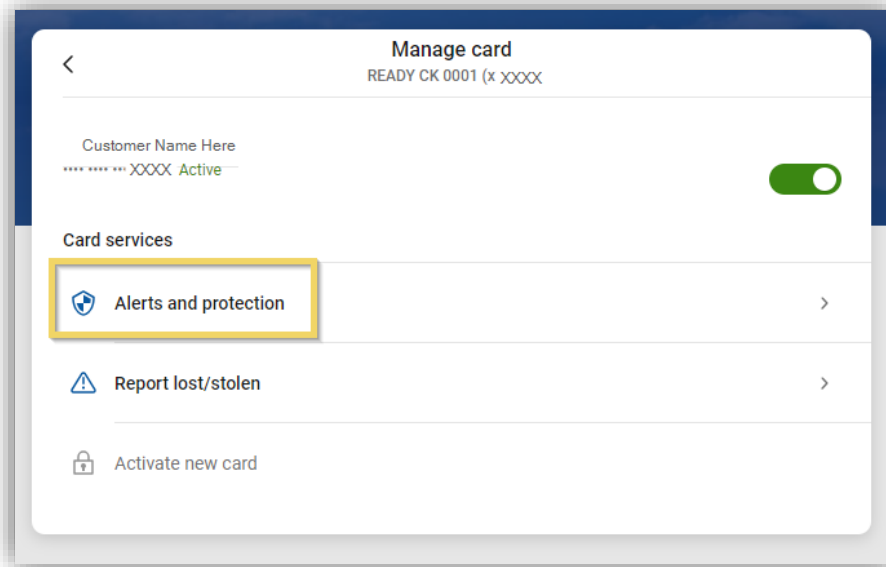 Manage card
READY CK 0001 (x XXXX
Customer Name Here
•••• •••• ••• XXXX Active
Card services
Alerts and protection
Report lost/stolen
Activate new card